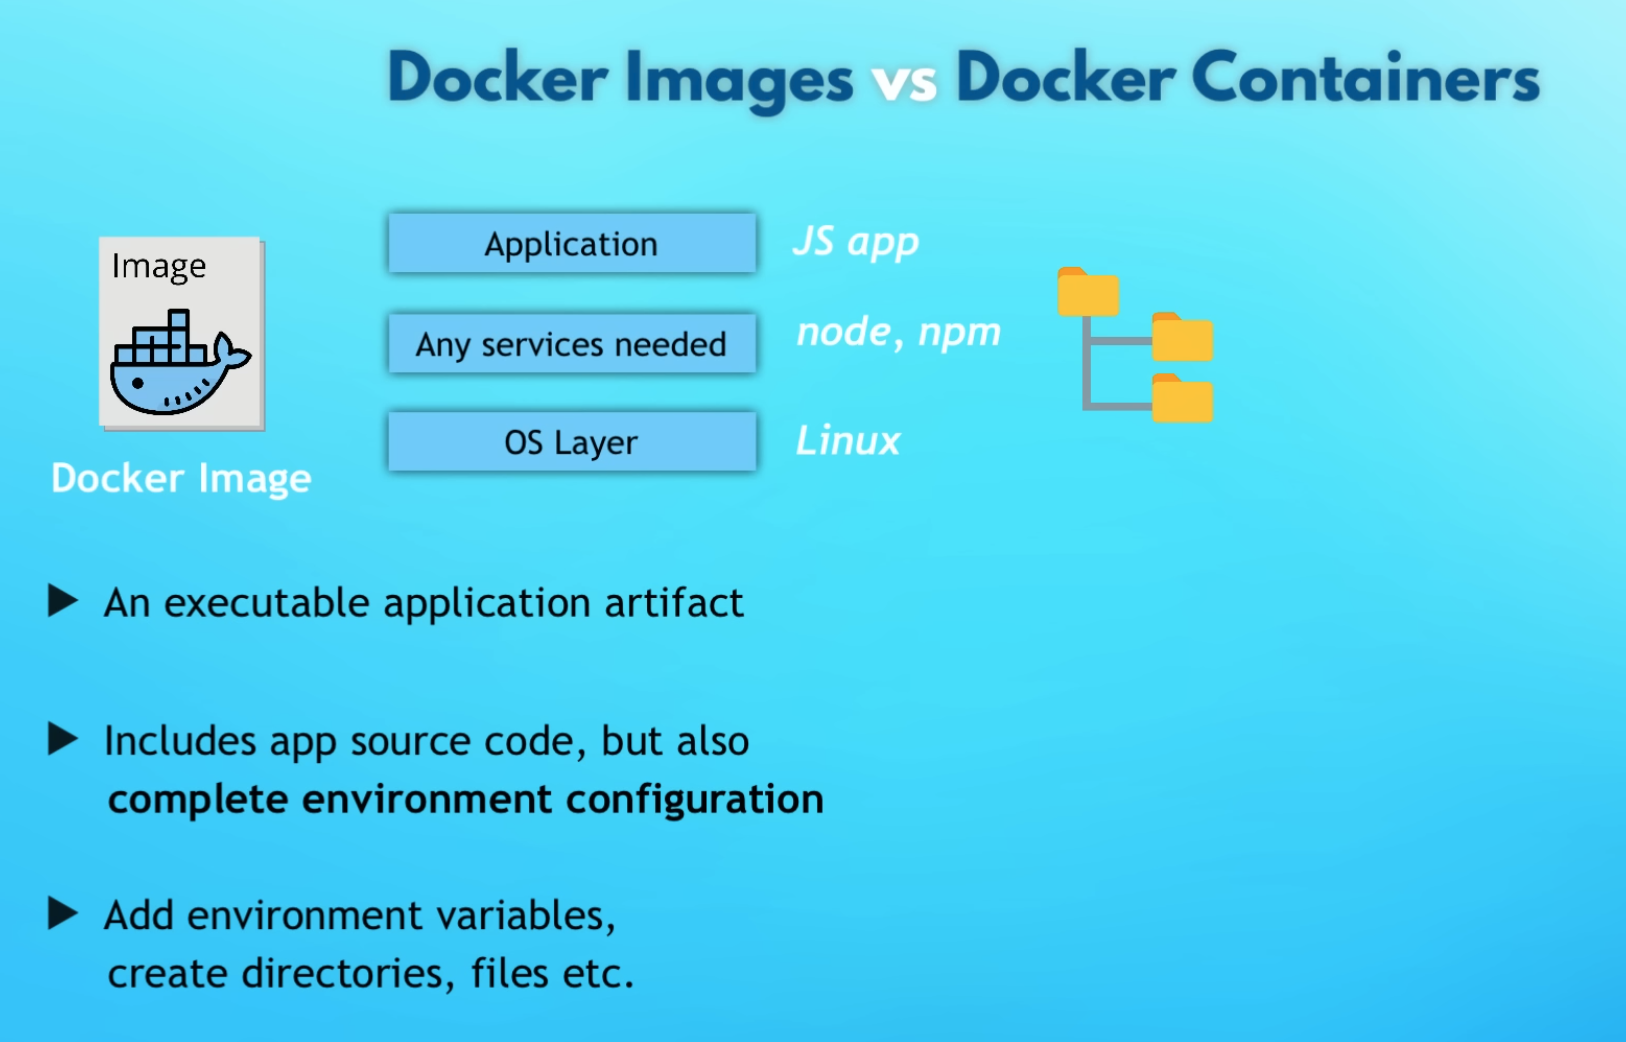 Docker Images vs Docker Containers
Image
Docker Image
Application
JS app
Any services needed
node, npm
OS Layer
Linux
An executable application artifact
Includes app source code, but also
complete environment configuration
Add environment variables,
create directories, files etc.